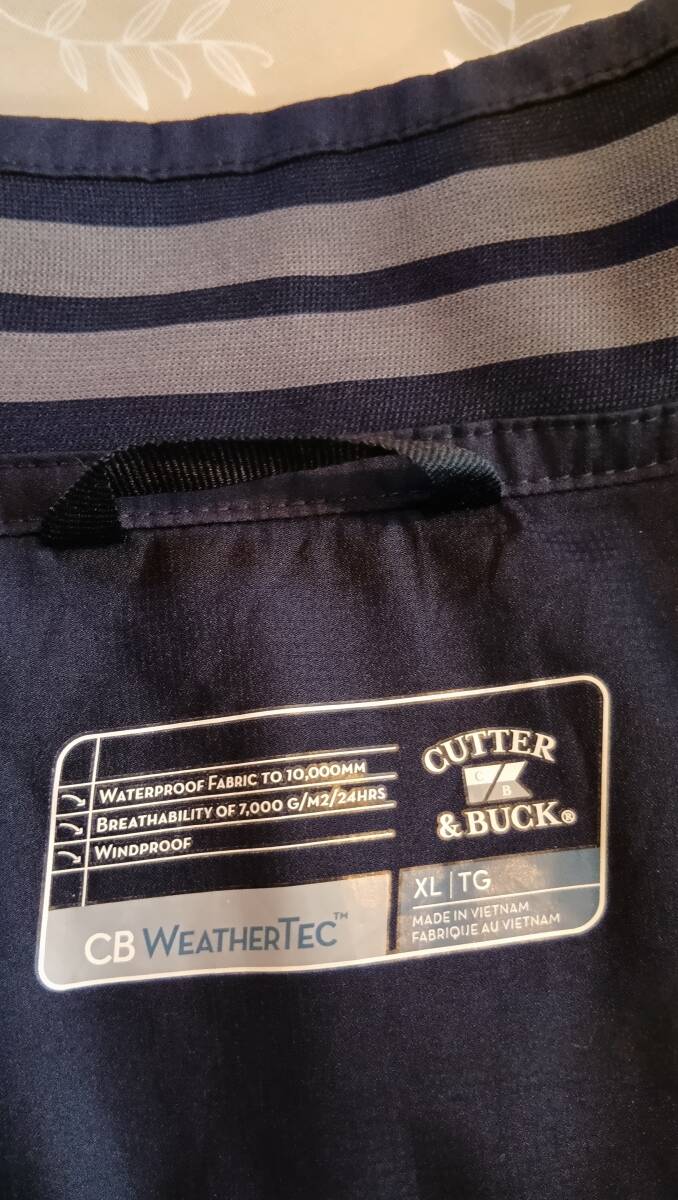 WATERPROOF FABRIC TO 10,000MM
BREATHABILITY OF 7,000 G/M2/24HRS
WINDPROOF
CB WEATHERTEC™
CUTTER
C B
& BUCK®
XL | TG
MADE IN VIETNAM
FABRIQUE AU VIETNAM